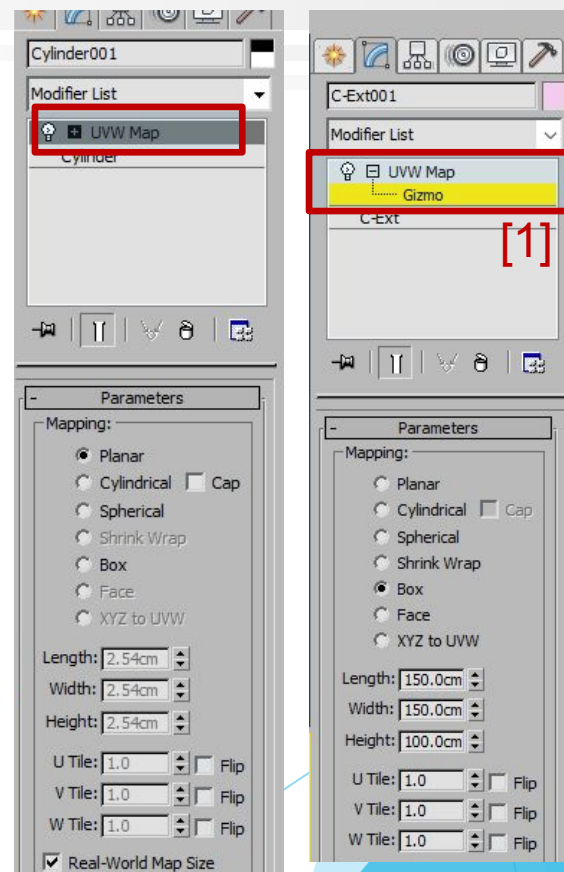 Cylinder001
Modifier List
UVW Map
Cylinder
Parameters
Mapping:
Planar
Cylindrical Cap
Spherical
Shrink Wrap
Box
Face
XYZ to UVW
Length: 2.54cm
Width: 2.54cm
Height: 2.54cm
U Tile: 1.0 Flip
V Tile: 1.0 Flip
W Tile: 1.0 Flip
Real-World Map Size
C-Ext001
Modifier List
UVW Map
Gizmo
C-Ext
[1]
Parameters
Mapping:
Planar
Cylindrical Cap
Spherical
Shrink Wrap
Box
Face
XYZ to UVW
Length: 150.0cm
Width: 150.0cm
Height: 100.0cm
U Tile: 1.0 Flip
V Tile: 1.0 Flip
W Tile: 1.0 Flip